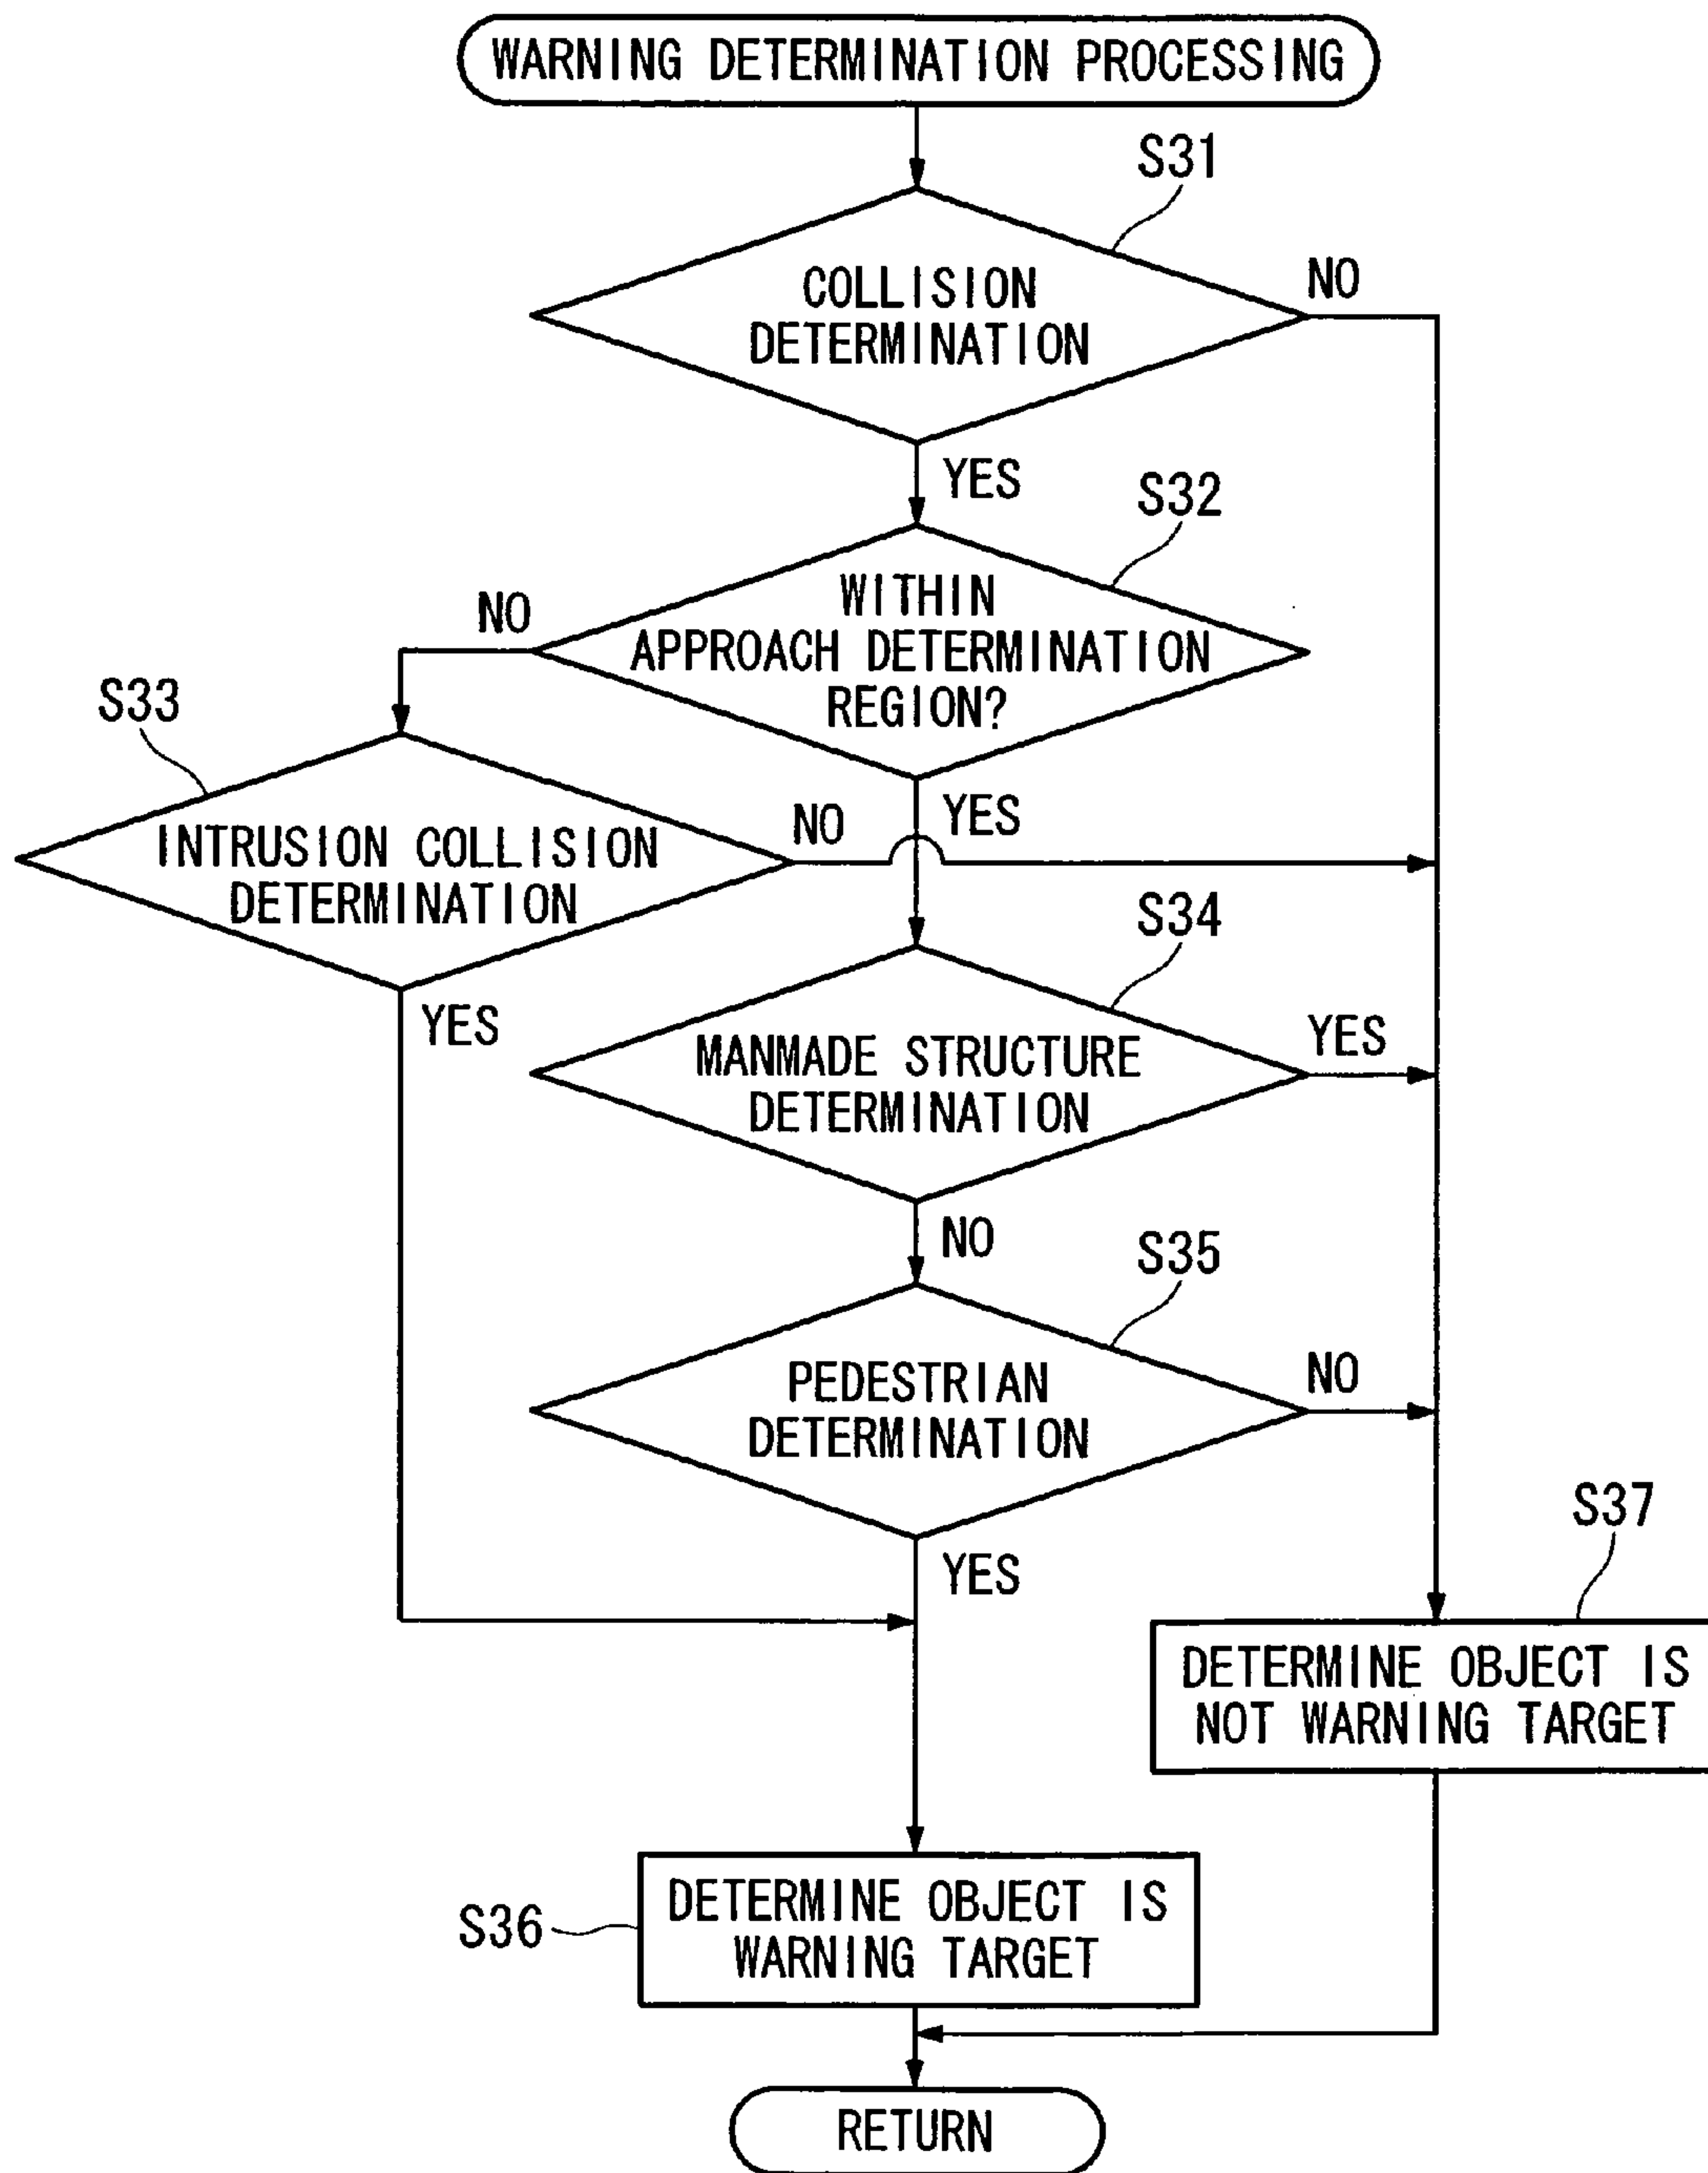 WARNING DETERMINATION PROCESSING
S31
COLLISION
DETERMINATION
NO
YES
S32
WITHIN
APPROACH DETERMINATION
REGION?
NO
YES
S33
INTRUSION COLLISION
DETERMINATION
NO
YES
S34
MANMADE STRUCTURE
DETERMINATION
YES
NO
S35
PEDESTRIAN
DETERMINATION
NO
YES
S37
DETERMINE OBJECT IS
NOT WARNING TARGET
S36
DETERMINE OBJECT IS
WARNING TARGET
RETURN